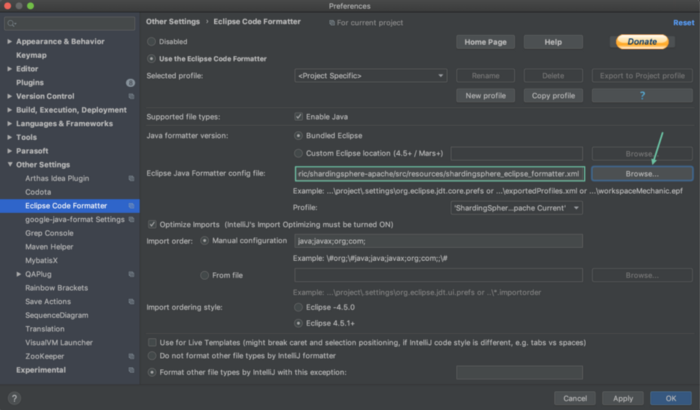 Preferences
Other Settings › Eclipse Code Formatter
For current project
Reset
Appearance & Behavior
Keymap
Editor
Plugins
Version Control
Build, Execution, Deployment
Languages & Frameworks
Tools
Parasoft
Other Settings
Arthas Idea Plugin
Codota
Eclipse Code Formatter
google-java-format Settings
Grep Console
Maven Helper
MybatisX
QAPlug
Rainbow Brackets
Save Actions
SequenceDiagram
Translation
VisualVM Launcher
ZooKeeper
Experimental
Disabled
Home Page
Help
Donate
Use the Eclipse Code Formatter
Selected profile:
<Project Specific>
Rename
Delete
Export to Project profile
New profile
Copy profile
?
Supported file types:
Enable Java
Java formatter version:
Bundled Eclipse
Custom Eclipse location (4.5+ / Mars+)
Browse...
Eclipse Java Formatter config file:
ric/shardingsphere-apache/src/resources/shardingsphere_eclipse_formatter.xml
Browse...
Example: ...\project\.settings\org.eclipse.jdt.core.prefs or ...\exportedProfiles.xml or ...\workspaceMechanic.epf
Profile:
'ShardingSpher...pache Current'
Optimize Imports (IntelliJ's Import Optimizing must be turned ON)
Import order:
Manual configuration
java;javax;org;com;
Example: \#org;\#java;java;javax;org;com;;\#
From file
Browse...
Example: ...\project\.settings\org.eclipse.jdt.ui.prefs or ..\*.importorder
Import ordering style:
Eclipse -4.5.0
Eclipse 4.5.1+
Use for Live Templates (might break caret and selection positioning, if IntelliJ code style is different, e.g. tabs vs spaces)
Do not format other file types by IntelliJ formatter
Format other file types by IntelliJ with this exception:
?
Cancel
Apply
OK